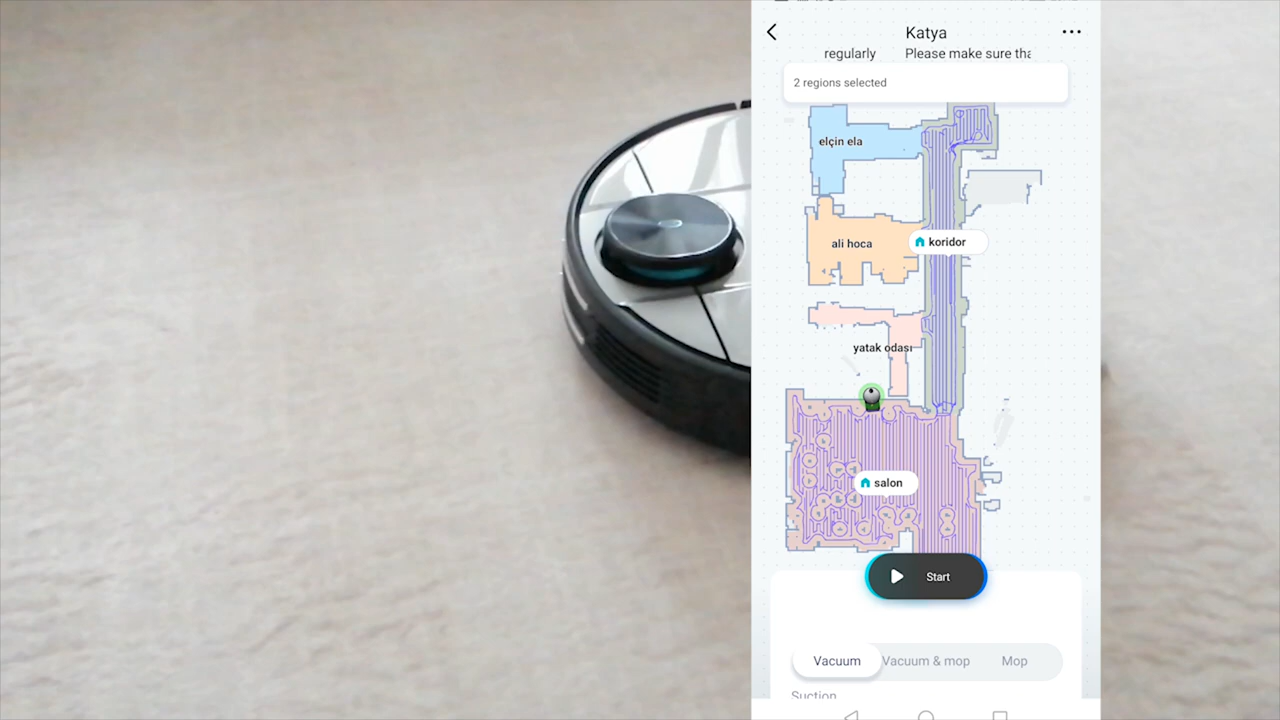 Katya
regularly Please make sure tha
2 regions selected
elçin ela
koridor
ali hoca
yatak odası
salon
Start
Vacuum Vacuum & mop Mop
Suction